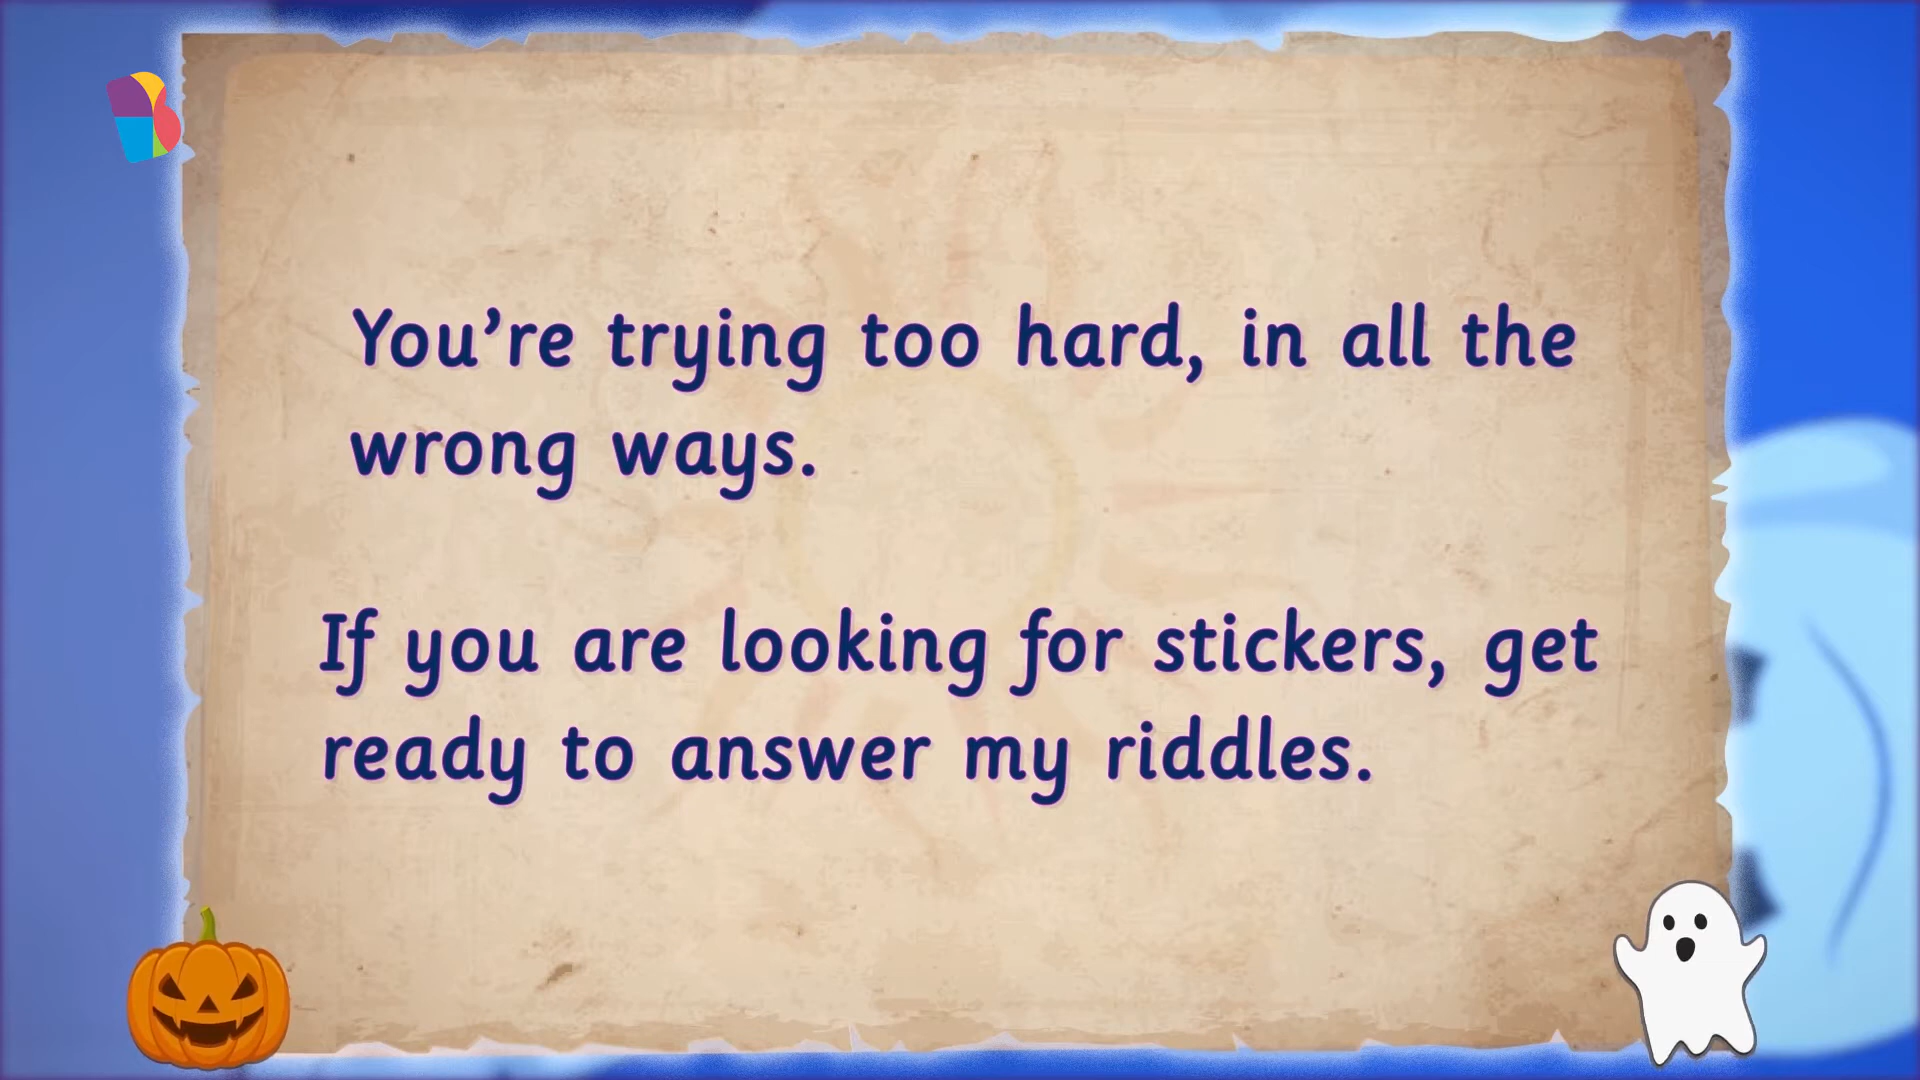 You’re trying too hard, in all the
wrong ways.
If you are looking for stickers, get
ready to answer my riddles.